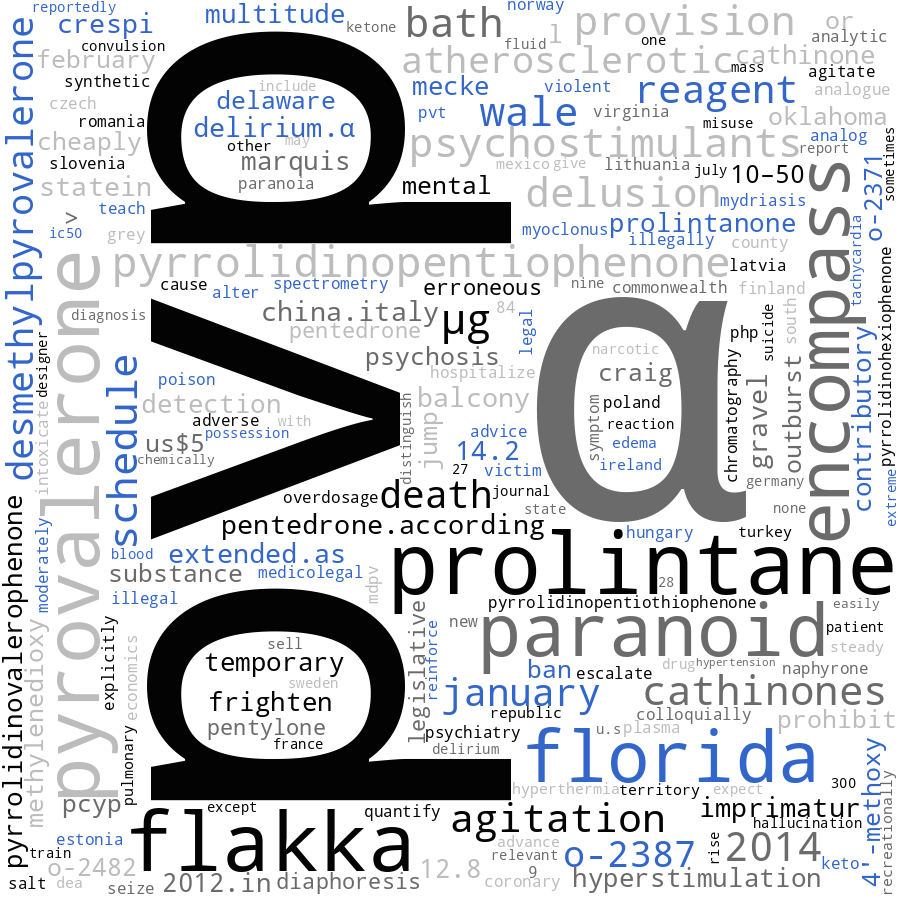 reportedly
norway
crespi
multitude
ketone
bath
provision
or
convulsion
fluid
l
one
analytic
february
atherosclerotic
cathinone
synthetic
include
mass
agitate
czech
delaware
mecke
violent
reagent
analogue
romania
delirium.α
pvt
wale
virginia
oklahoma
cheaply
other
may
psychostimulants
misuse
analog
report
slovenia
marquis
mexico
give
lithuania
july
10–50
statein
paranoia
mental
delusion
mydriasis
sometimes
teach
>
ic50
grey
myoclonus
prolintanone
illegally
county
o-2371
desmethylpyrovalerone
pyrrolidinopentiophenone
latvia
tachycardia
cause
alter
spectrometry
erroneous
nine
commonwealth
finland
diagnosis
china.italy
pentedrone
µg
84
legal
php
suicide
south
pvp
α
encompass
psychosis
hospitalize
narcotic
craig
designer
intoxicate
pyrovalerone
schedule
poison
detection
adverse
with
possession
us$5
chemically
distinguish
jump
balcony
advice
14.2
victim
27
symptom
poland
reaction
edema
ireland
chromatography
gravel
outburst
contributory
pyrrolidinohexiophenone
germany
overdosage
death
journal
state
none
extreme
pentedrone.according
hungary
turkey
pyrrolidinovalerophenone
moderately
blood
extended.as
prolintane
substance
medicolegal
mdpv
28
illegal
pyrrolidinopentiothiophenone
easily
methylenedioxy
explicitly
economics
sell
temporary
sweden
frighten
pentylone
france
legislative
reinforce
new
paranoid
patient
steady
ban
escalate
drug
hypertension
naphyrone
january
cathinones
republic
colloquially
prohibit
psychiatry
u.s
plasma
delirium
florida
4'-methoxy
recreationally
pulmonary
pcyp
hyperthermia
territory
expect
300
except
quantify
agitation
imprimatur
hallucination
estonia
flakka
train
advance
relevant
o-2387
rise
2014
keto
o-2482
12.8
9
salt
dea
seize
2012.in
diaphoresis
coronary
hyperstimulation